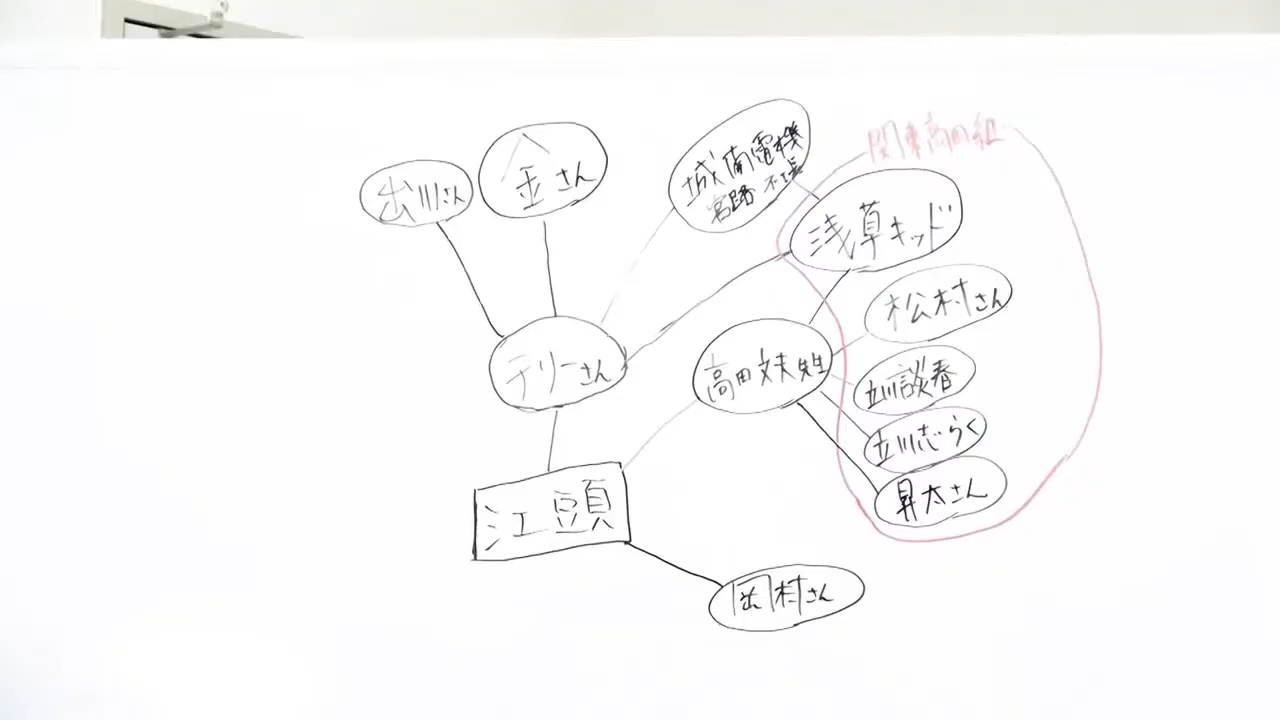 関東高田組
城南電機
宮路社長
金さん
出川さん
浅草キッド
松村さん
テリーさん
高田文夫先生
立川談春
立川志らく
昇太さん
江頭
岡村さん